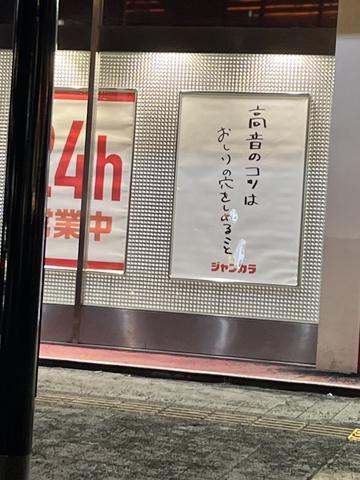 24h
営業中
高音のコツは
おしりの穴をしめること
ジャンカラ